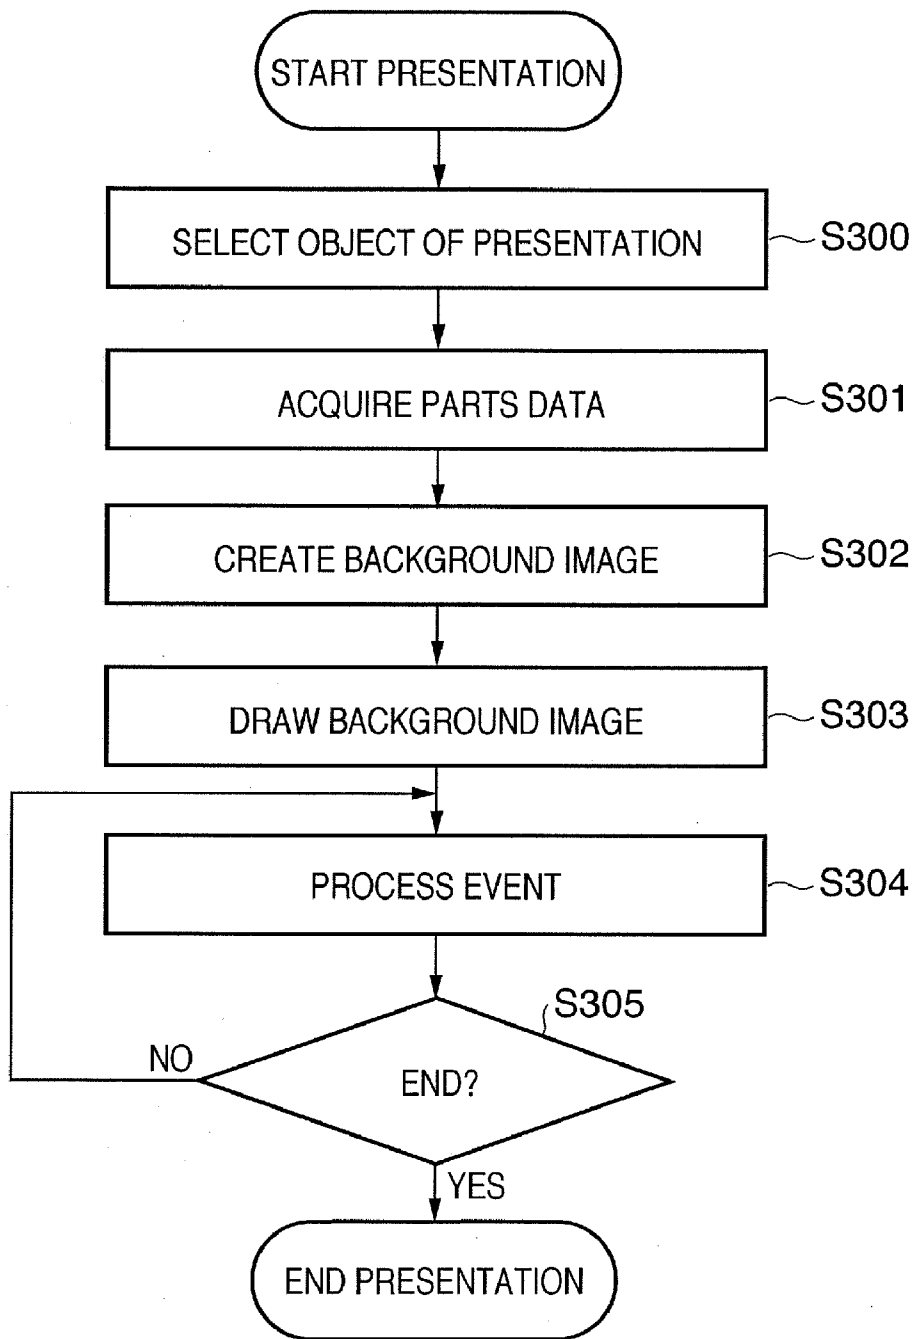 START PRESENTATION
SELECT OBJECT OF PRESENTATION
S300
ACQUIRE PARTS DATA
S301
CREATE BACKGROUND IMAGE
S302
DRAW BACKGROUND IMAGE
S303
PROCESS EVENT
S304
S305
NO
END?
YES
END PRESENTATION